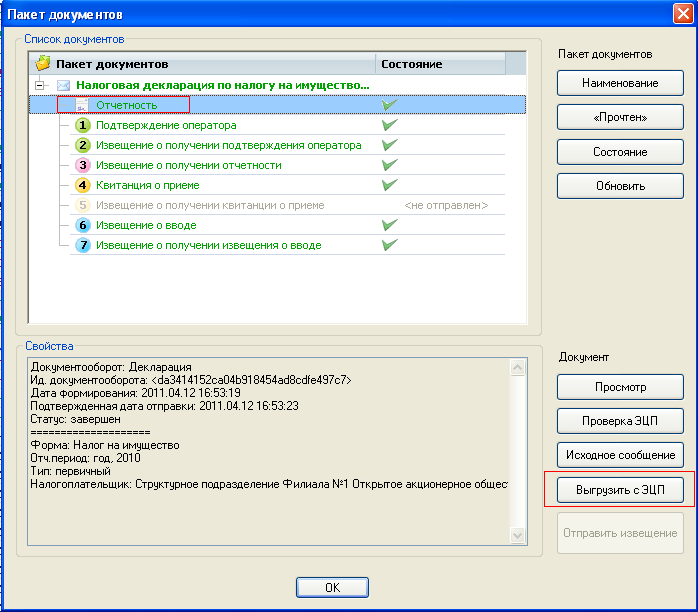 Пакет документов
Список документов
Пакет документов Состояние
Налоговая декларация по налогу на имущество...
Отчетность
1 Подтверждение оператора
2 Извещение о получении подтверждения оператора
3 Извещение о получении отчетности
4 Квитанция о приеме
5 Извещение о получении квитанции о приеме <не отправлен>
6 Извещение о вводе
7 Извещение о получении извещения о вводе
Пакет документов
Наименование
«Прочтен»
Состояние
Обновить
Свойства
Документооборот: Декларация
Ид. документооборота: <da3414152ca04b918454ad8cdfe497c7>
Дата формирования: 2011.04.12 16:53:19
Подтвержденная дата отправки: 2011.04.12 16:53:23
Статус: завершен
====================
Форма: Налог на имущество
Отч.период: год, 2010
Тип: первичный
Налогоплательщик: Структурное подразделение Филиала №1 Открытое акционерное общес
Документ
Просмотр
Проверка ЭЦП
Исходное сообщение
Выгрузить с ЭЦП
Отправить извещение
OK